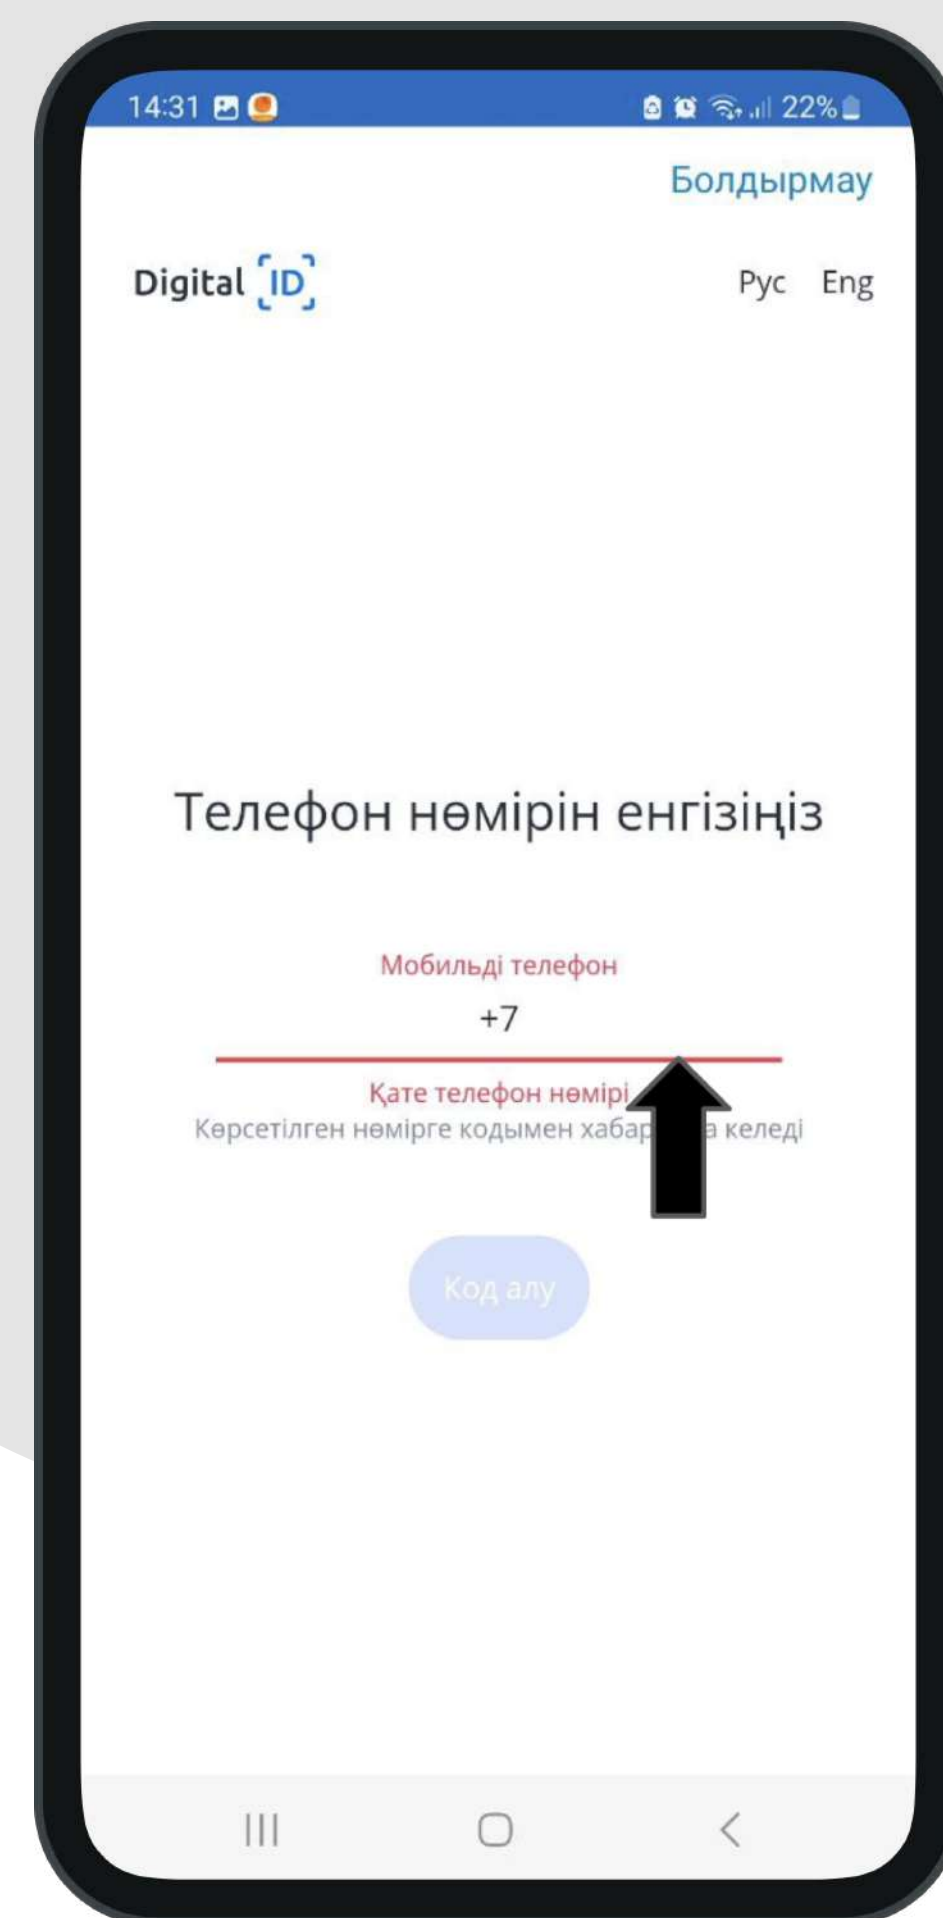 14:31 22%
Болдырмау
Digital ID Рус Eng
Телефон нөмірін енгізіңіз
Мобильді телефон
+7
Қате телефон нөмірі
Көрсетілген нөмірге кодымен келеді
Код алу